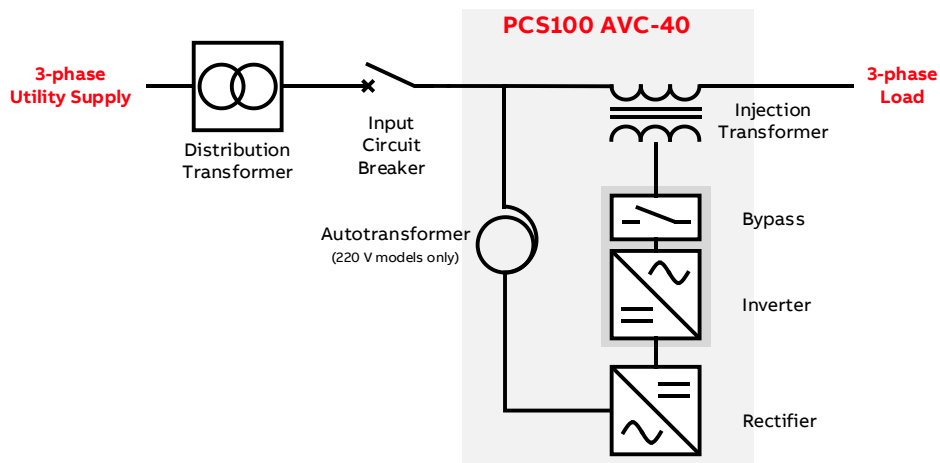 PCS100 AVC-40
3-phase
Utility Supply
3-phase
Load
Distribution
Transformer
Input
Circuit
Breaker
Injection
Transformer
Bypass
Autotransformer
(220 V models only)
Inverter
Rectifier